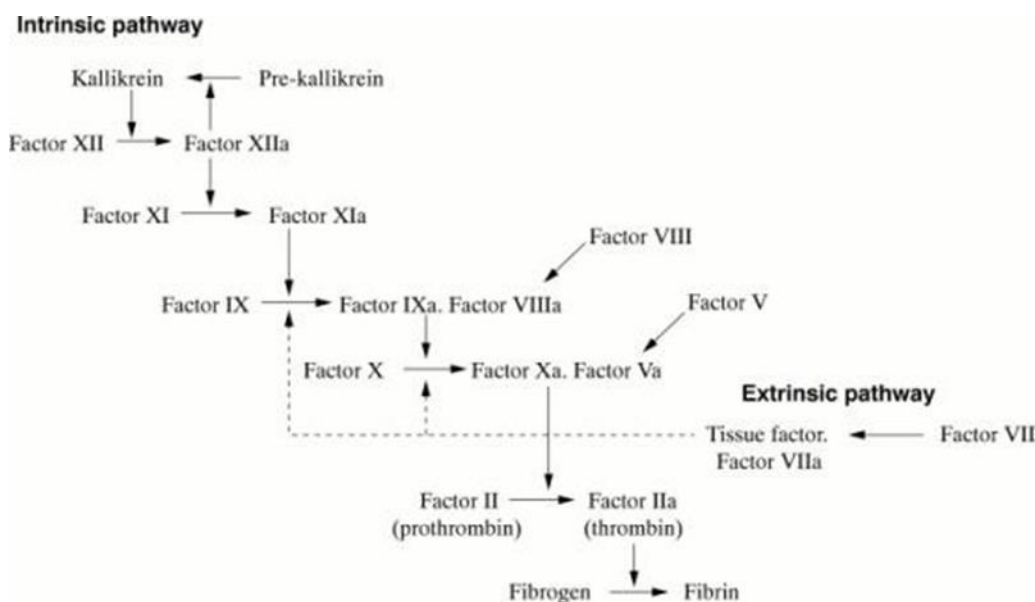 Intrinsic pathway
Kallikrein Pre-kallikrein
Factor XII Factor XIIa
Factor XI Factor XIa
Factor VIII
Factor IX Factor IXa. Factor VIIIa
Factor V
Factor X Factor Xa. Factor Va
Extrinsic pathway
Tissue factor. Factor VII
Factor VIIa
Factor II Factor IIa
(prothrombin) (thrombin)
Fibrogen Fibrin